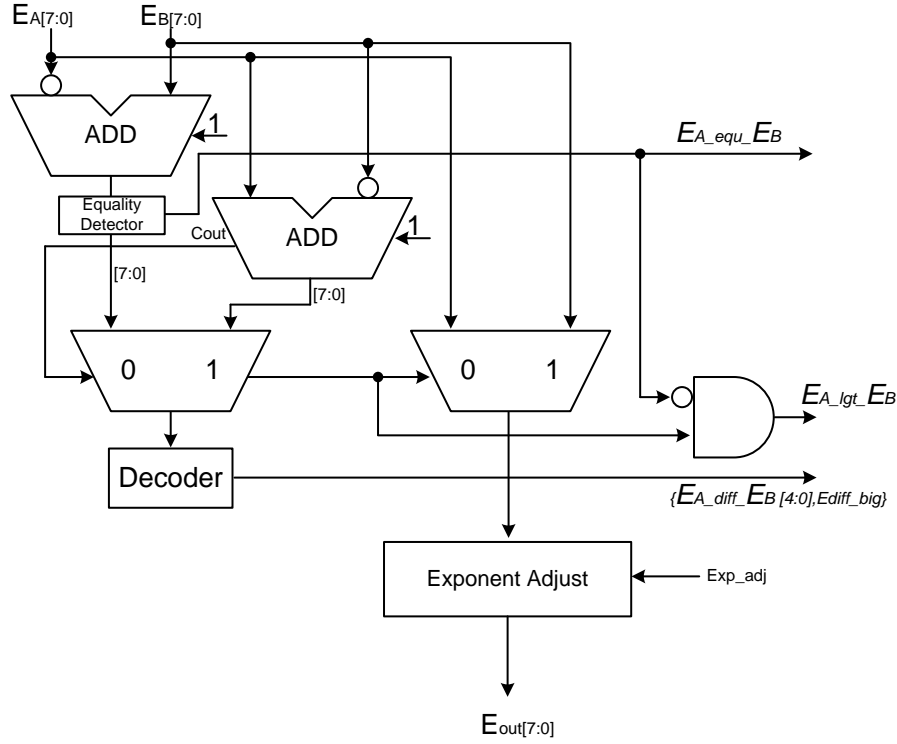 EA[7:0] EB[7:0]
ADD
1
EA_equ_EB
Equality
Detector
Cout
ADD
1
[7:0]
[7:0]
0 1
0 1
EA_lgt_EB
Decoder
{EA_diff_EB [4:0],Ediff_big}
Exponent Adjust
Exp_adj
Eout[7:0]